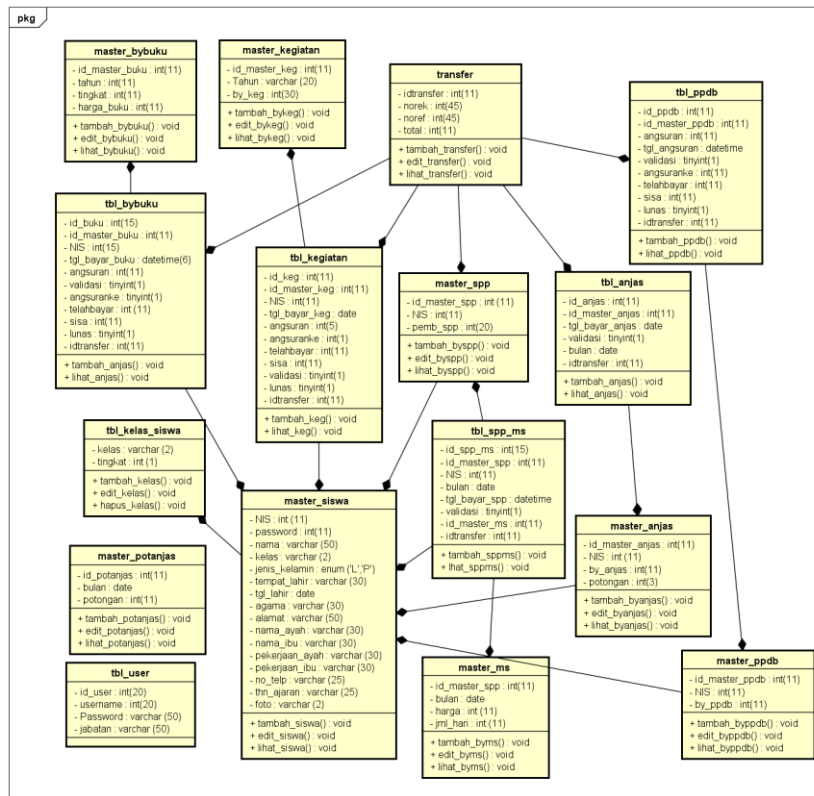 pkg
master_bybuku
- id_master_buku : int(11)
- tahun : int(11)
- tingkat : int(11)
- harga_buku : int(11)
+ tambah_bybuku() : void
+ edit_bybuku() : void
+ lihat_bybuku() : void
master_kegiatan
- id_master_keg : int(11)
- Tahun : varchar (20)
- by_keg : int(30)
+ tambah_bykeg() : void
+ edit_bykeg() : void
+ lihat_bykeg() : void
transfer
- idtransfer : int(11)
- norek : int(45)
- noref : int(45)
- total : int(11)
+ tambah_transfer() : void
+ edit_transfer() : void
+ lihat_transfer() : void
tbl_ppdb
- id_ppdb : int(11)
- id_master_ppdb : int(11)
- angsuran : int(11)
- tgl_angsuran : datetime
- validasi : tinyint(1)
- angsuranke : int(11)
- telahbayar : int(11)
- sisa : int(11)
- lunas : tinyint(1)
- idtransfer : int(11)
+ tambah_ppdb() : void
+ lihat_ppdb() : void
tbl_bybuku
- id_buku : int(15)
- id_master_buku : int(11)
- NIS : int(15)
- tgl_bayar_buku : datetime(6)
- angsuran : int(11)
- validasi : tinyint(1)
- angsuranke : tinyint(1)
- telahbayar : int (11)
- sisa : int(11)
- lunas : tinyint(1)
- idtransfer : int(11)
+ tambah_anjas() : void
+ lihat_anjas() : void
tbl_kegiatan
- id_keg : int(11)
- id_master_keg : int(11)
- NIS : int(11)
- tgl_bayar_keg : date
- angsuran : int(5)
- angsuranke : int(1)
- telahbayar : int(11)
- sisa : int(11)
- validasi : tinyint(1)
- lunas : tinyint(1)
- idtransfer : int(11)
+ tambah_keg() : void
+ lihat_keg() : void
master_spp
- id_master_spp : int (11)
- NIS : int(11)
- pemb_spp : int(20)
+ tambah_byspp() : void
+ edit_byspp() : void
+ lihat_byspp() : void
tbl_anjas
- id_anjas : int(11)
- id_master_anjas : int(11)
- tgl_bayar_anjas : date
- validasi : tinyint(1)
- bulan : date
- idtransfer : int(11)
+ tambah_anjas() : void
+ lihat_anjas() : void
tbl_kelas_siswa
- kelas : varchar (2)
- tingkat : int (1)
+ tambah_kelas() : void
+ edit_kelas() : void
+ hapus_kelas() : void
tbl_spp_ms
- id_spp_ms : int(15)
- id_master_spp : int(11)
- NIS : int(11)
- bulan : date
- tgl_bayar_spp : datetime
- validasi : tinyint(1)
- id_master_ms : int(11)
- idtransfer : int(11)
+ tambah_sppms() : void
+ lhat_sppms() : void
master_siswa
- NIS : int (11)
- password : int(11)
- nama : varchar (50)
- kelas : varchar (2)
- jenis_kelamin : enum ('L','P')
- tempat_lahir : varchar (30)
- tgl_lahir : date
- agama : varchar (30)
- alamat : varchar (50)
- nama_ayah : varchar (30)
- nama_ibu : varchar (30)
- pekerjaan_ayah : varchar (30)
- pekerjaan_ibu : varchar (30)
- no_telp : varchar (25)
- thn_ajaran : varchar (25)
- foto : varchar (2)
+ tambah_siswa() : void
+ edit_siswa() : void
+ lihat_siswa() : void
master_anjas
- id_master_anjas : int(11)
- NIS : int (11)
- by_anjas : int(11)
- potongan : int(3)
+ tambah_byanjas() : void
+ edit_byanjas() : void
+ lihat_byanjas() : void
master_potanjas
- id_potanjas : int(11)
- bulan : date
- potongan : int(11)
+ tambah_potanjas() : void
+ edit_potanjas() : void
+ lihat_potanjas() : void
master_ms
- id_master_spp : int(11)
- bulan : date
- harga : int (11)
- jml_hari : int (11)
+ tambah_byms() : void
+ edit_byms() : void
+ lihat_byms() : void
master_ppdb
- id_master_ppdb : int(11)
- NIS : int(11)
- by_ppdb : int(11)
+ tambah_byppdb() : void
+ edit_byppdb() : void
+ lihat_byppdb() : void
tbl_user
- id_user : int(20)
- username : int(20)
- Password : varchar (50)
- jabatan : varchar (50)